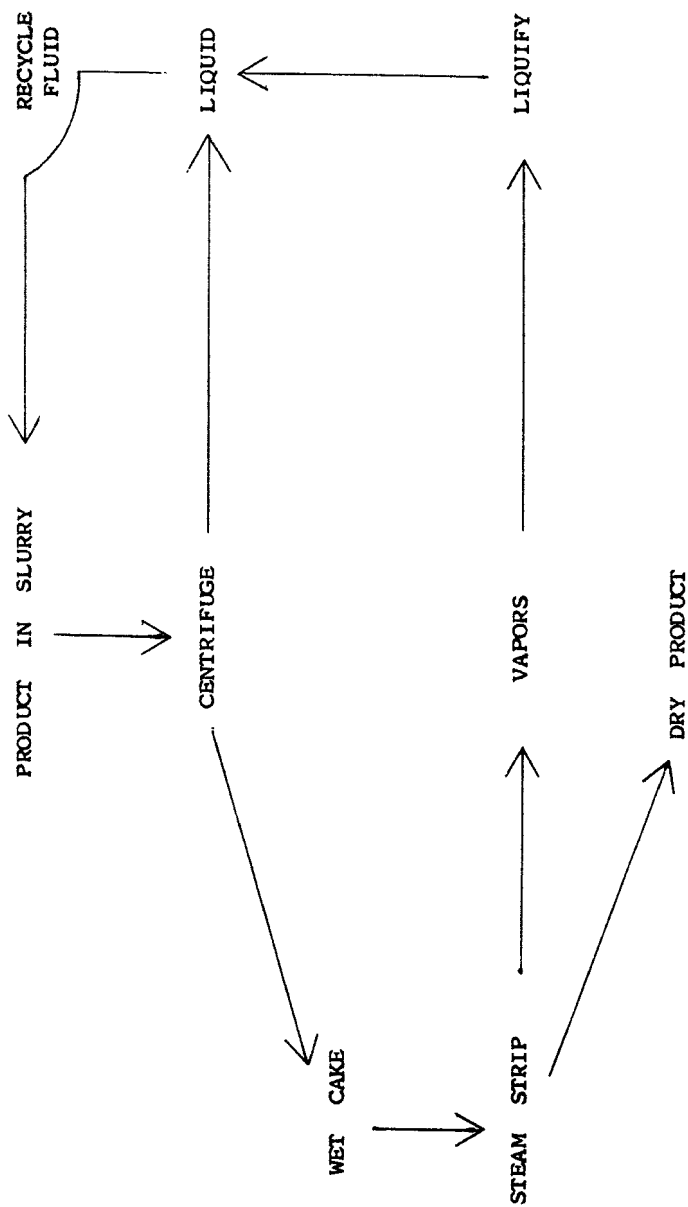 PRODUCT IN SLURRY
RECYCLE
FLUID
CENTRIFUGE
LIQUID
WET CAKE
STEAM STRIP
VAPORS
LIQUIFY
DRY PRODUCT